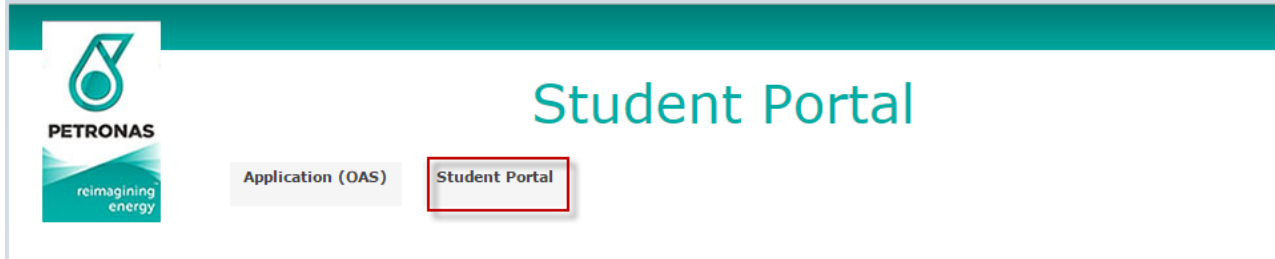 Student Portal
PETRONAS
reimagining
energy
Application (OAS)
Student Portal